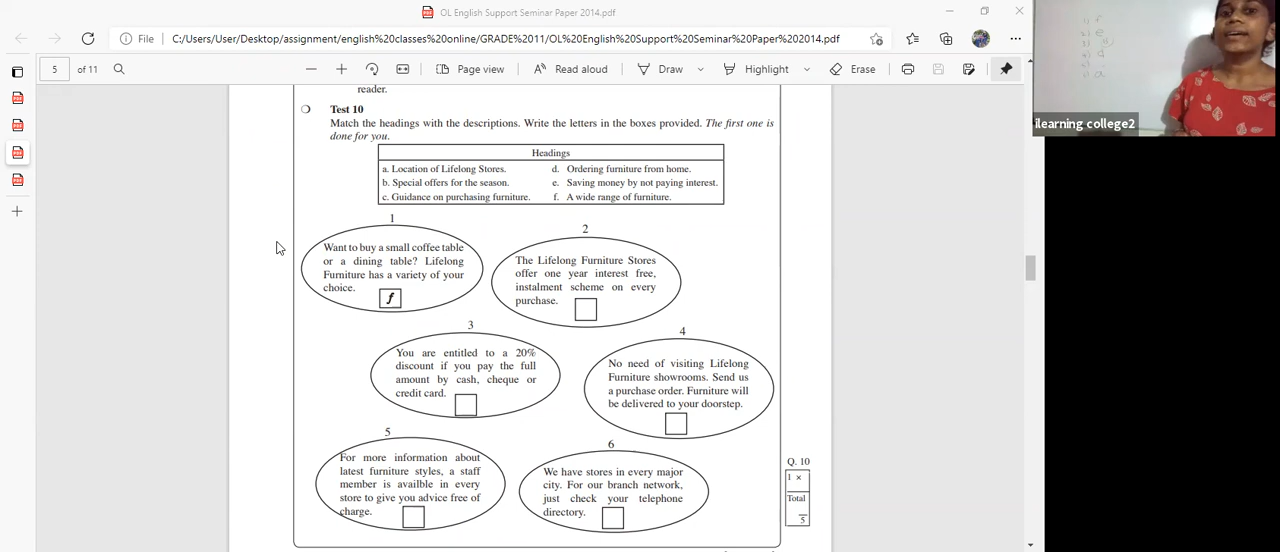 OL English Support Seminar Paper 2014.pdf
File C:/Users/User/Desktop/assignment/english%20classes%20online/GRADE%2011/OL%20English%20Support%20Seminar%20Paper%202014.pdf
5 of 11 Page view Read aloud Draw Highlight Erase
reader.
Test 10
Match the headings with the descriptions. Write the letters in the boxes provided. The first one is
done for you.
Headings
a. Location of Lifelong Stores. d. Ordering furniture from home.
b. Special offers for the season. e. Saving money by not paying interest.
c. Guidance on purchasing furniture. f. A wide range of furniture.
1
Want to buy a small coffee table
or a dining table? Lifelong
Furniture has a variety of your
choice.
f
2
The Lifelong Furniture Stores
offer one year interest free,
instalment scheme on every
purchase.
3
You are entitled to a 20%
discount if you pay the full
amount by cash, cheque or
credit card.
4
No need of visiting Lifelong
Furniture showrooms. Send us
a purchase order. Furniture will
be delivered to your doorstep.
5
For more information about
latest furniture styles, a staff
member is availble in every
store to give you advice free of
charge.
6
We have stores in every major
city. For our branch network,
just check your telephone
directory.
Q. 10
1 ×
Total
5
ilearning college2